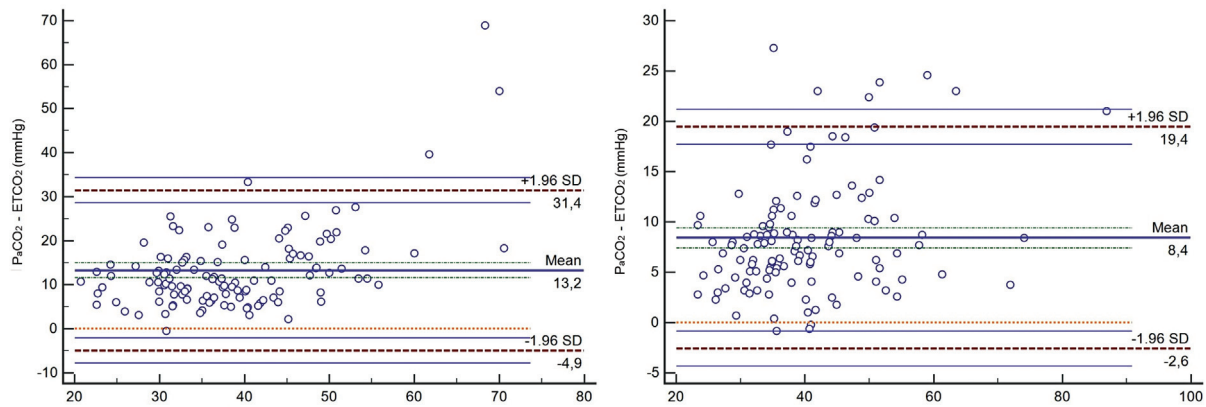 PaCO₂ - ETCO₂ (mmHg)
70
60
50
40
30
20
10
0
-10
+1.96 SD
31,4
Mean
13,2
-1.96 SD
-4,9
20 30 40 50 60 70 80
PaCO₂ - ETCO₂ (mmHg)
30
25
20
15
10
5
0
-5
+1.96 SD
19,4
Mean
8,4
-1.96 SD
-2,6
20 40 60 80 100